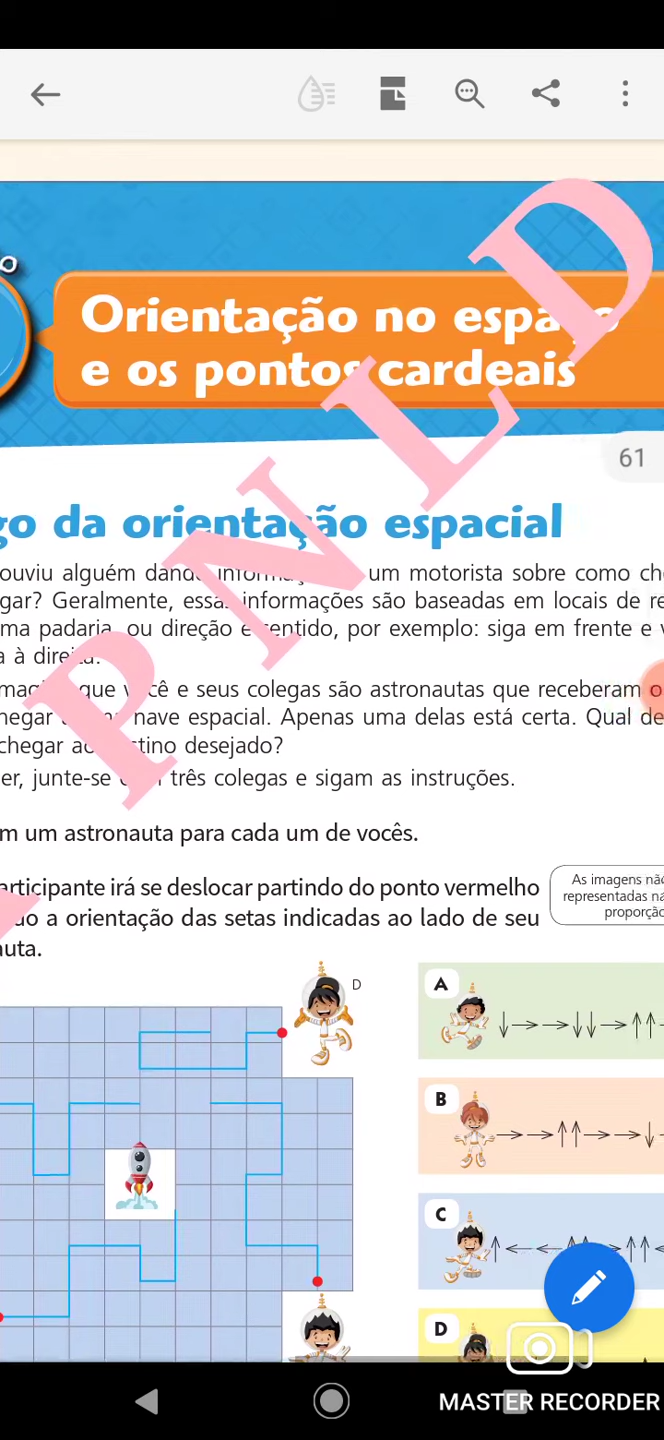 Orientação no espaço
e os pontos cardeais
61
go da orientação espacial
ouviu alguém dando um motorista sobre como ch
gar? Geralmente, essas informações são baseadas em locais de re
ma padaria, ou direção e sentido, por exemplo: siga em frente e v
a à direita.
que você e seus colegas são astronautas que receberam o
hegar nave espacial. Apenas uma delas está certa. Qual de
chegar ao destino desejado?
er, junte-se três colegas e sigam as instruções.
m um astronauta para cada um de vocês.
articipante irá se deslocar partindo do ponto vermelho
do a orientação das setas indicadas ao lado de seu
auta.
As imagens não
representadas na
proporção
D
A
B
C
D
PNLD
MASTER RECORDER